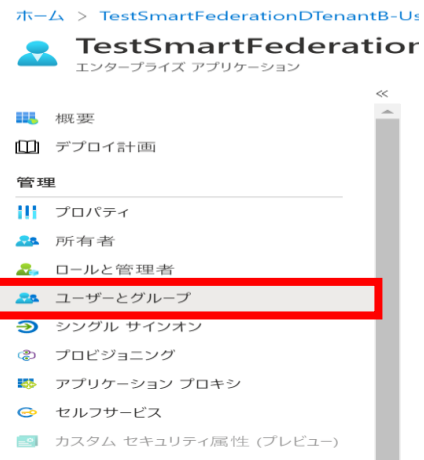 ホーム > TestSmartFederationDTenantB-Us
TestSmartFederation
エンタープライズ アプリケーション
概要
デプロイ計画
管理
プロパティ
所有者
ロールと管理者
ユーザーとグループ
シングル サインオン
プロビジョニング
アプリケーション プロキシ
セルフサービス
カスタム セキュリティ属性 (プレビュー)